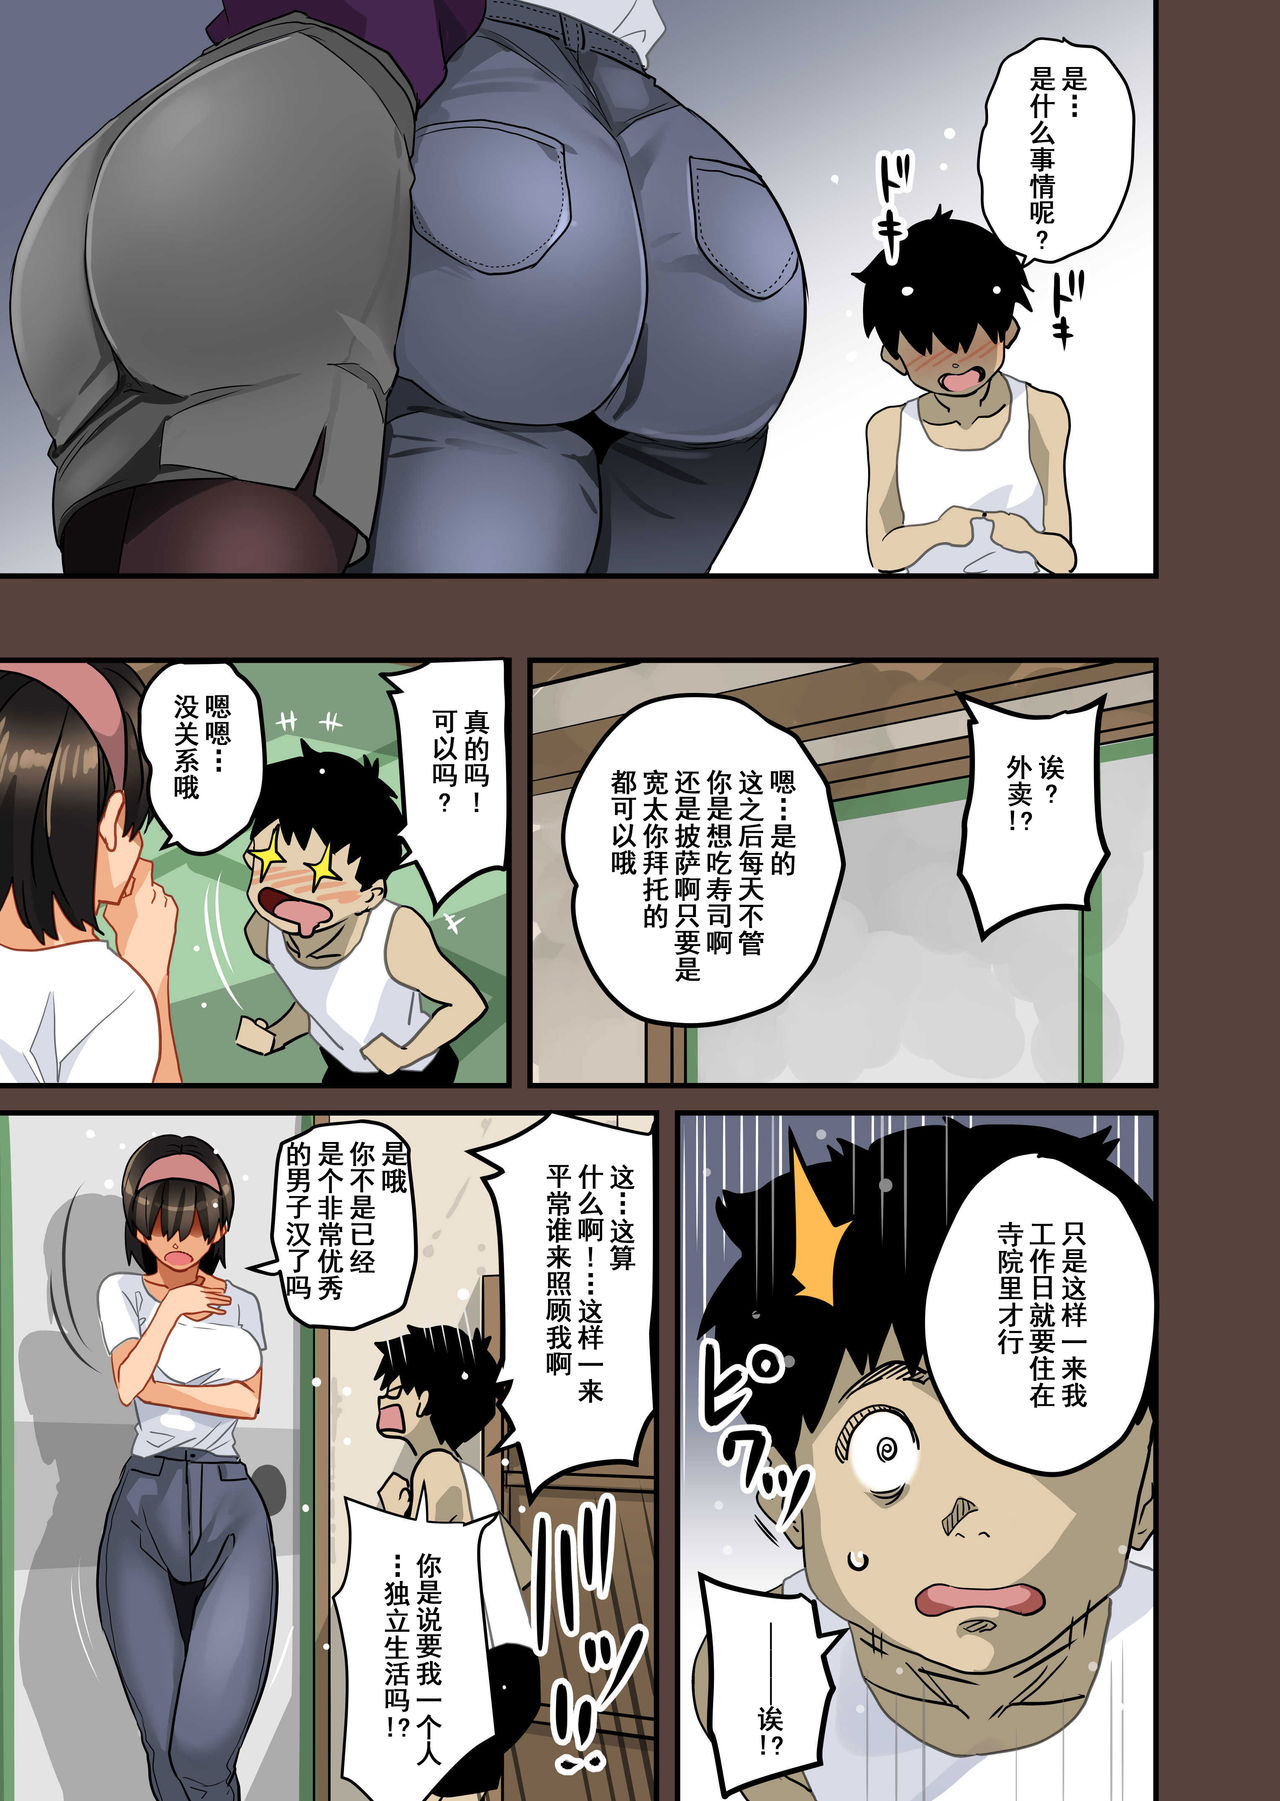 是…
是什么事情呢？
ドキ
ドキ
诶？
外卖！？
嗯…是的
这之后每天不管
你是想吃寿司啊
还是披萨啊只要是
宽太你拜托的
都可以哦
真的吗！
可以吗？
嗯嗯…
没关系哦
只是这样一来我
工作日就要住在
寺院里才行
ピクッ
———诶！？
这…这算
什么啊！…这样一来
平常谁来照顾我啊
你是说要我一个人
…独立生活吗！？
是哦
你不是已经
是个非常优秀
的男子汉了吗